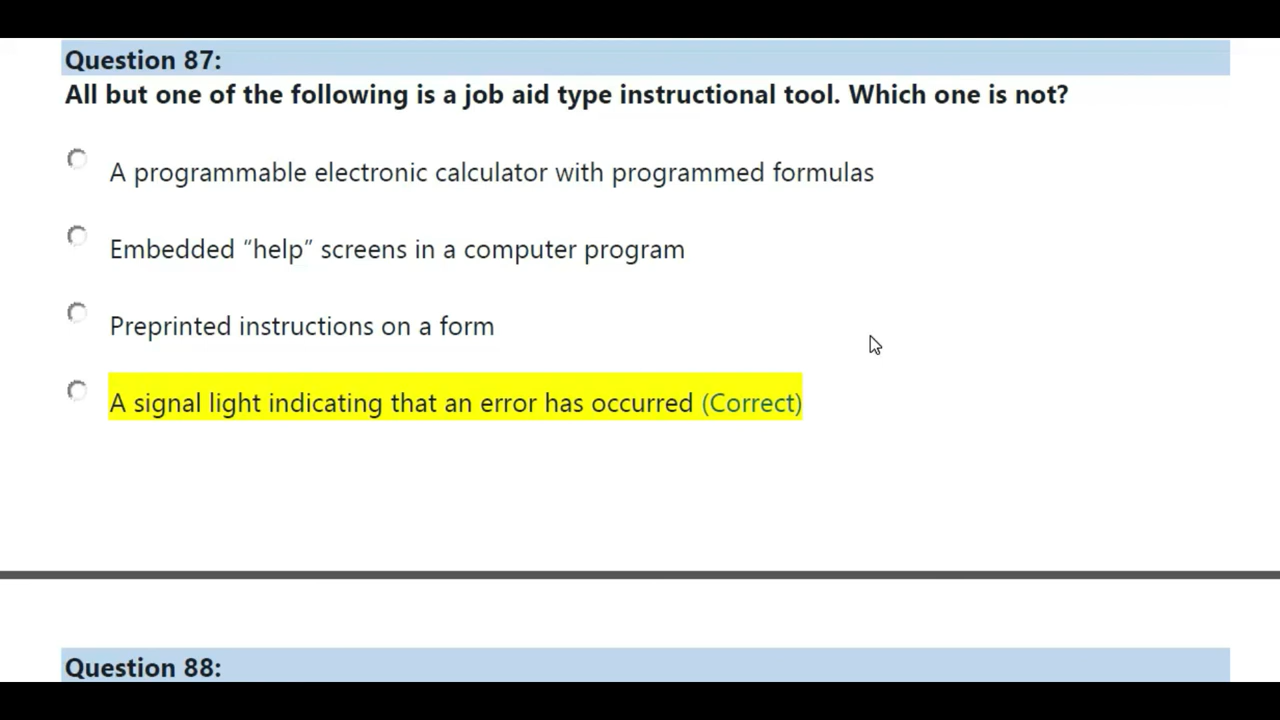 Question 87:
All but one of the following is a job aid type instructional tool. Which one is not?
A programmable electronic calculator with programmed formulas
Embedded “help” screens in a computer program
Preprinted instructions on a form
A signal light indicating that an error has occurred (Correct)
Question 88: